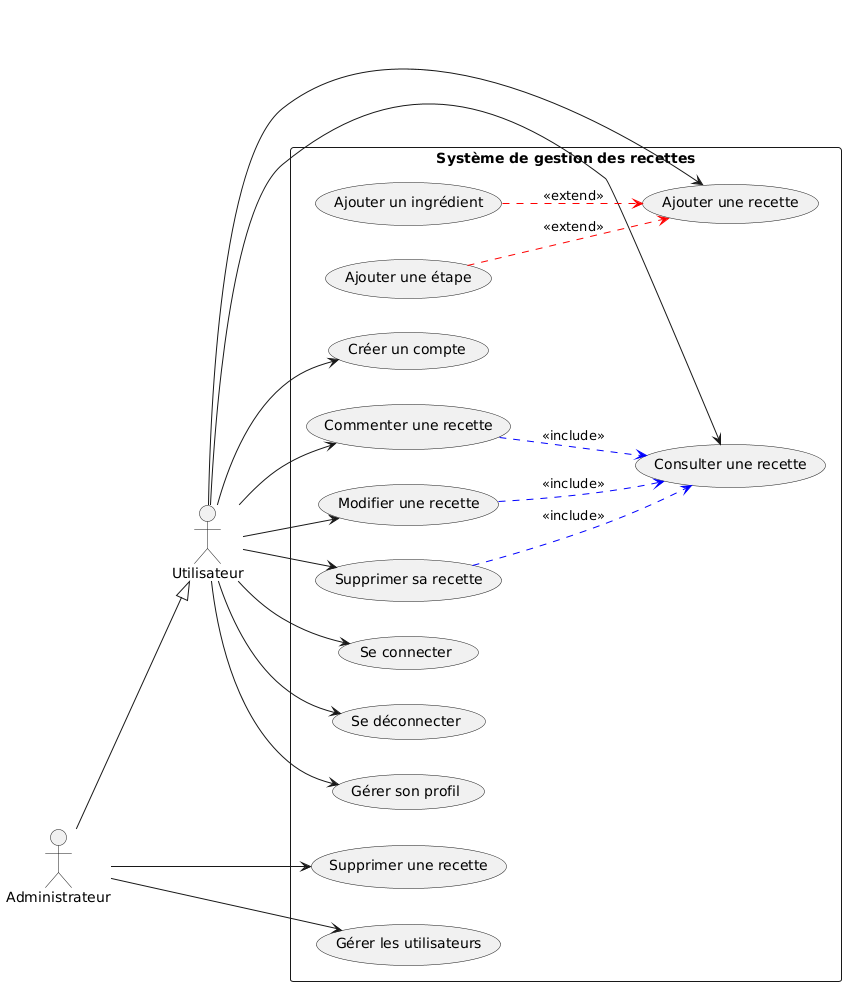 Système de gestion des recettes
Ajouter un ingrédient
«extend»
Ajouter une recette
«extend»
Ajouter une étape
Créer un compte
Commenter une recette
«include»
Consulter une recette
«include»
Modifier une recette
«include»
Utilisateur
Supprimer sa recette
Se connecter
Se déconnecter
Gérer son profil
Supprimer une recette
Administrateur
Gérer les utilisateurs